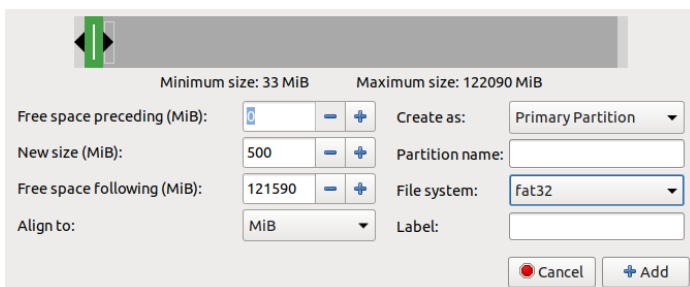 Minimum size: 33 MiB Maximum size: 122090 MiB
Free space preceding (MiB): 0 Create as: Primary Partition
New size (MiB): 500 Partition name:
Free space following (MiB): 121590 File system: fat32
Align to: MiB Label:
Cancel Add